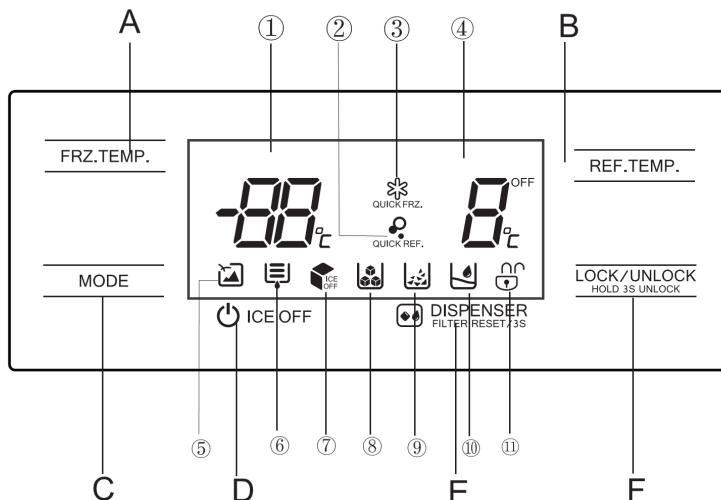 A ① ② ③ ④ B
FRZ.TEMP.
-88°C
QUICK FRZ.
QUICK REF.
8°C OFF
REF.TEMP.
MODE
ICE OFF
LOCK/UNLOCK
HOLD 3S UNLOCK
ICE OFF
DISPENSER
FILTER RESET/3S
⑤ ⑥ ⑦ ⑧ ⑨ ⑩ ⑪
C D E F